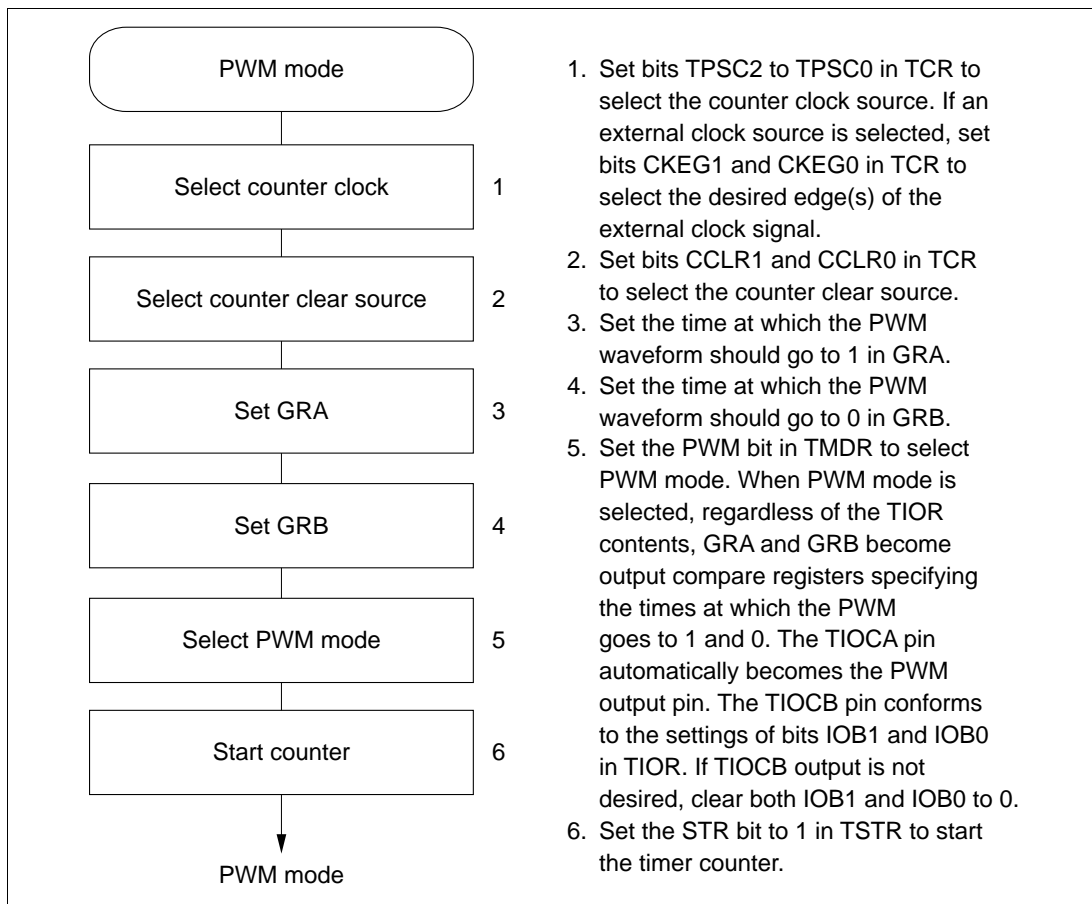 PWM mode
Select counter clock 1
Select counter clear source 2
Set GRA 3
Set GRB 4
Select PWM mode 5
Start counter 6
PWM mode
1. Set bits TPSC2 to TPSC0 in TCR to
select the counter clock source. If an
external clock source is selected, set
bits CKEG1 and CKEG0 in TCR to
select the desired edge(s) of the
external clock signal.
2. Set bits CCLR1 and CCLR0 in TCR
to select the counter clear source.
3. Set the time at which the PWM
waveform should go to 1 in GRA.
4. Set the time at which the PWM
waveform should go to 0 in GRB.
5. Set the PWM bit in TMDR to select
PWM mode. When PWM mode is
selected, regardless of the TIOR
contents, GRA and GRB become
output compare registers specifying
the times at which the PWM
goes to 1 and 0. The TIOCA pin
automatically becomes the PWM
output pin. The TIOCB pin conforms
to the settings of bits IOB1 and IOB0
in TIOR. If TIOCB output is not
desired, clear both IOB1 and IOB0 to 0.
6. Set the STR bit to 1 in TSTR to start
the timer counter.